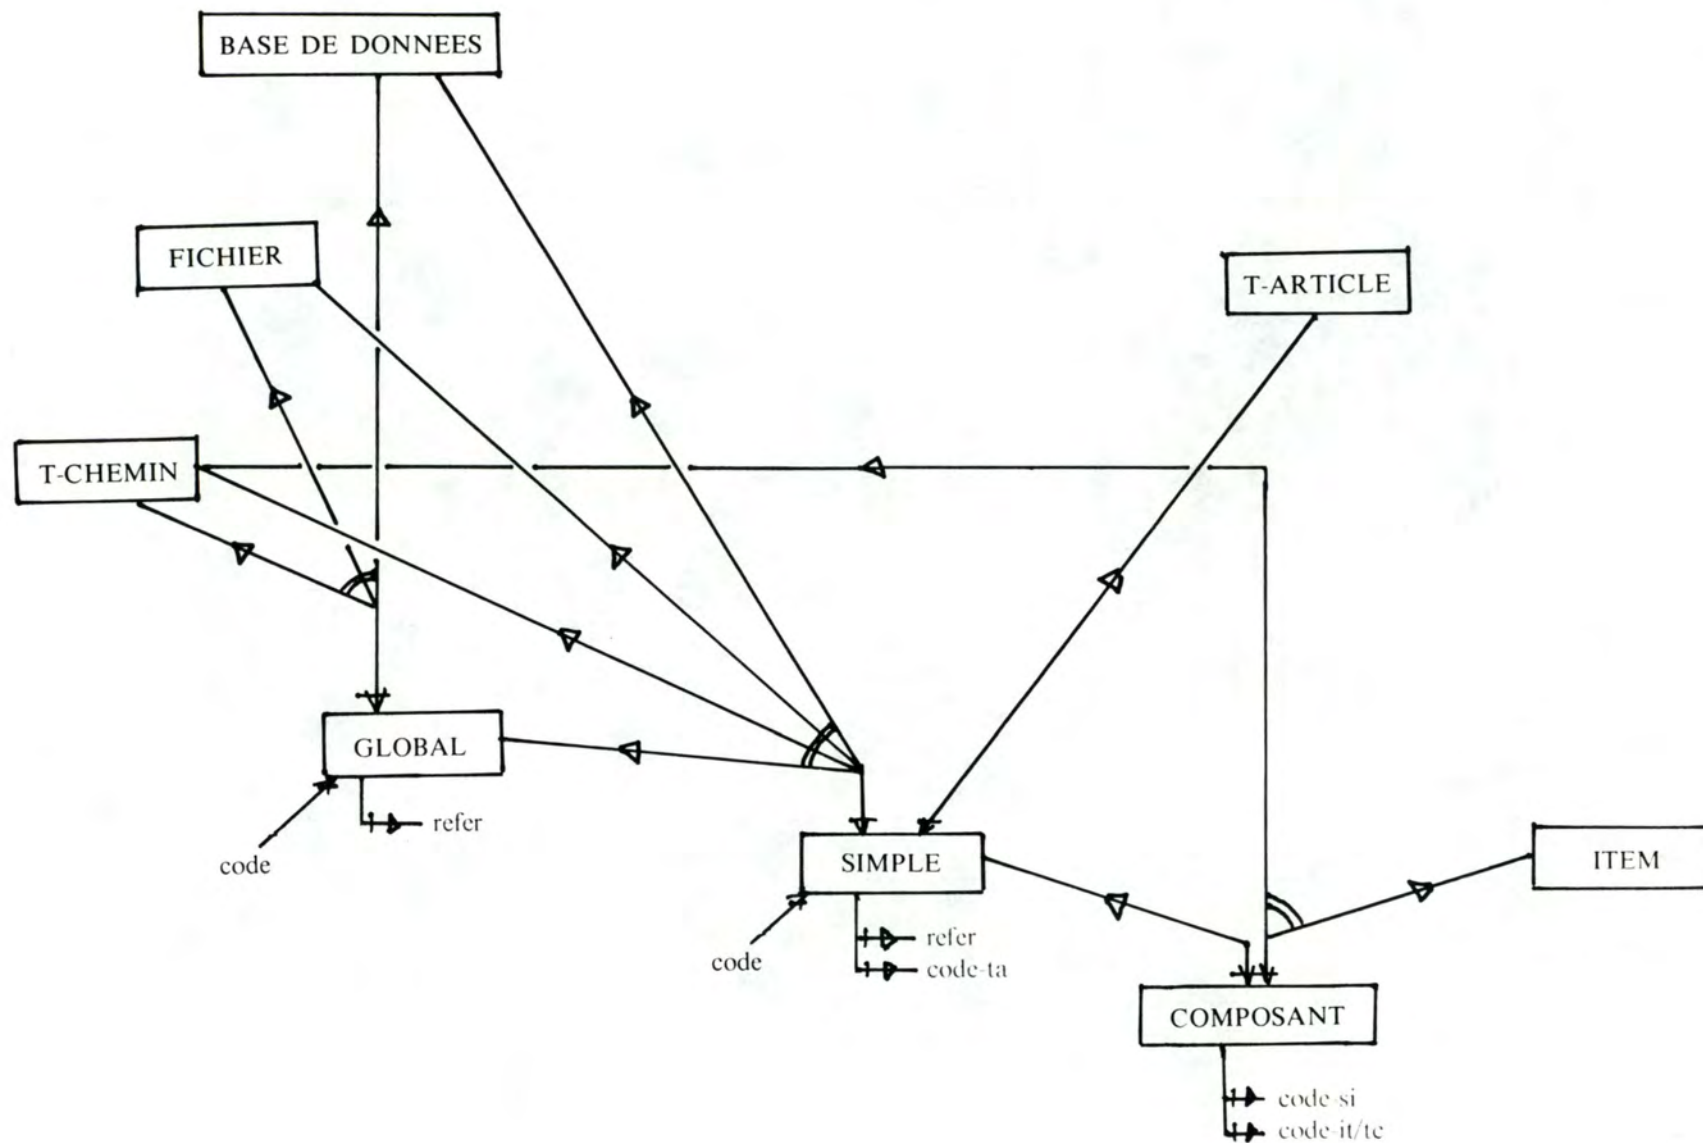 BASE DE DONNEES
FICHIER
T-ARTICLE
T-CHEMIN
GLOBAL
refer
code
SIMPLE
ITEM
refer
code
code-ta
COMPOSANT
code-si
code-it/tc